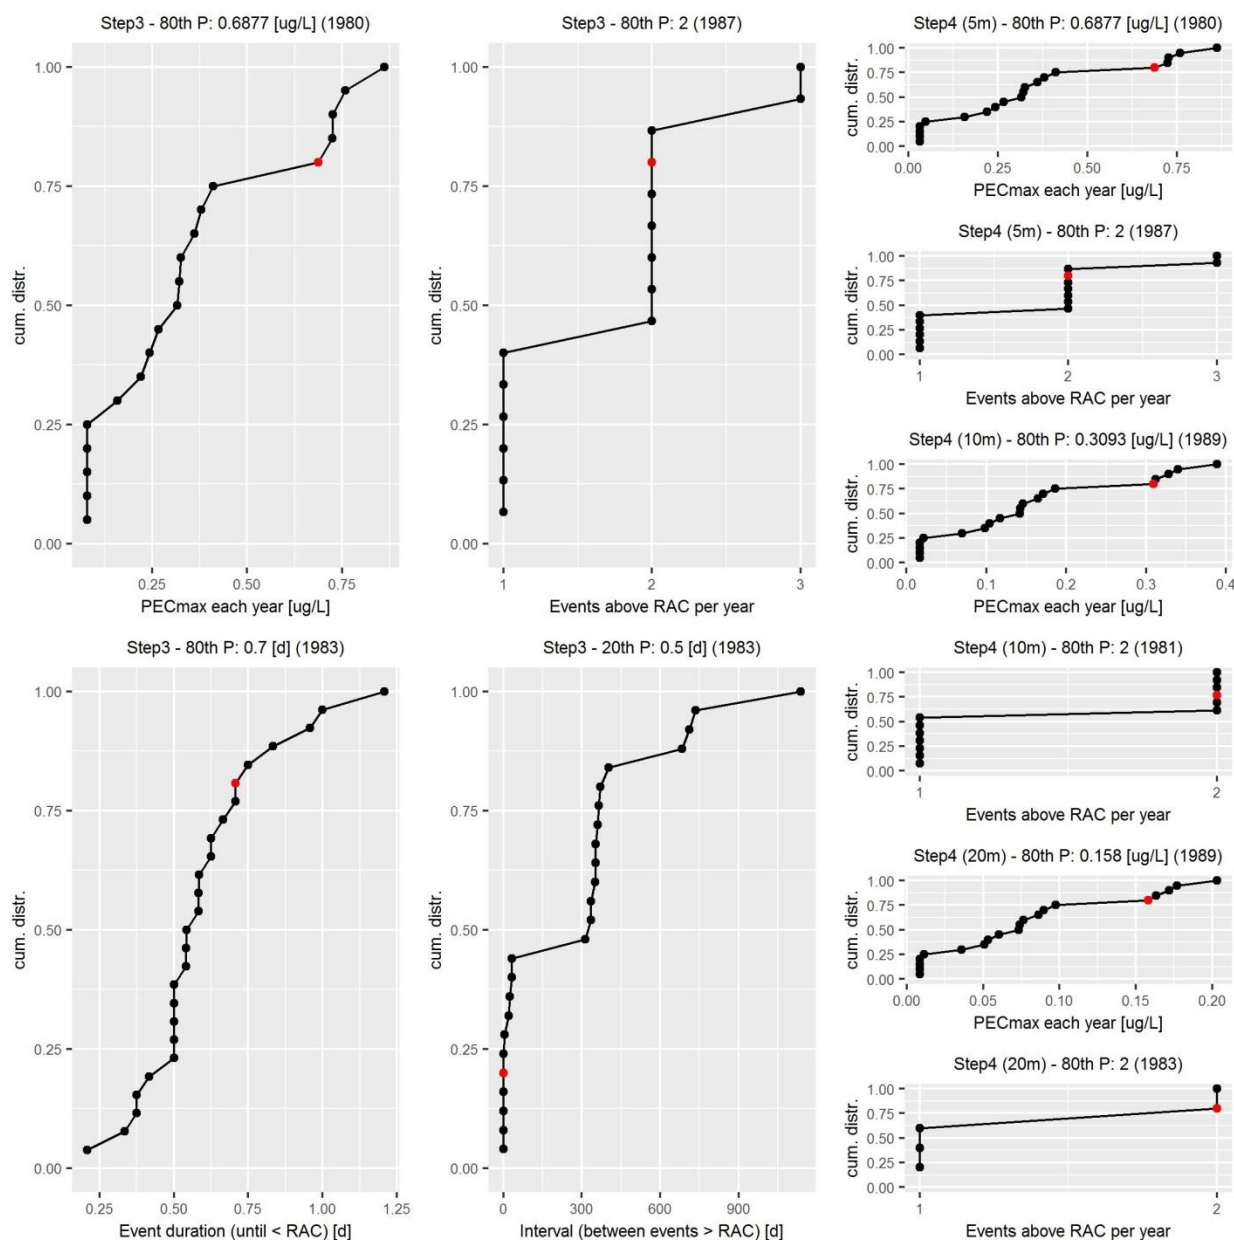 Step3 - 80th P: 0.6877 [ug/L] (1980)
1.00
0.75
0.50
0.25
0.00
cum. distr.
0.25 0.50 0.75
PECmax each year [ug/L]
Step3 - 80th P: 2 (1987)
1.00
0.75
0.50
0.25
0.00
cum. distr.
1 2 3
Events above RAC per year
Step4 (5m) - 80th P: 0.6877 [ug/L] (1980)
1.00
0.75
0.50
0.25
0.00
cum. distr.
0.00 0.25 0.50 0.75
PECmax each year [ug/L]
Step4 (5m) - 80th P: 2 (1987)
1.00
0.75
0.50
0.25
0.00
cum. distr.
1 2 3
Events above RAC per year
Step4 (10m) - 80th P: 0.3093 [ug/L] (1989)
1.00
0.75
0.50
0.25
0.00
cum. distr.
0.0 0.1 0.2 0.3 0.4
PECmax each year [ug/L]
Step3 - 80th P: 0.7 [d] (1983)
1.00
0.75
0.50
0.25
0.00
cum. distr.
0.25 0.50 0.75 1.00 1.25
Event duration (until < RAC) [d]
Step3 - 20th P: 0.5 [d] (1983)
1.00
0.75
0.50
0.25
0.00
cum. distr.
0 300 600 900
Interval (between events > RAC) [d]
Step4 (10m) - 80th P: 2 (1981)
1.00
0.75
0.50
0.25
0.00
cum. distr.
1 2
Events above RAC per year
Step4 (20m) - 80th P: 0.158 [ug/L] (1989)
1.00
0.75
0.50
0.25
0.00
cum. distr.
0.00 0.05 0.10 0.15 0.20
PECmax each year [ug/L]
Step4 (20m) - 80th P: 2 (1983)
1.00
0.75
0.50
0.25
0.00
cum. distr.
1 2
Events above RAC per year